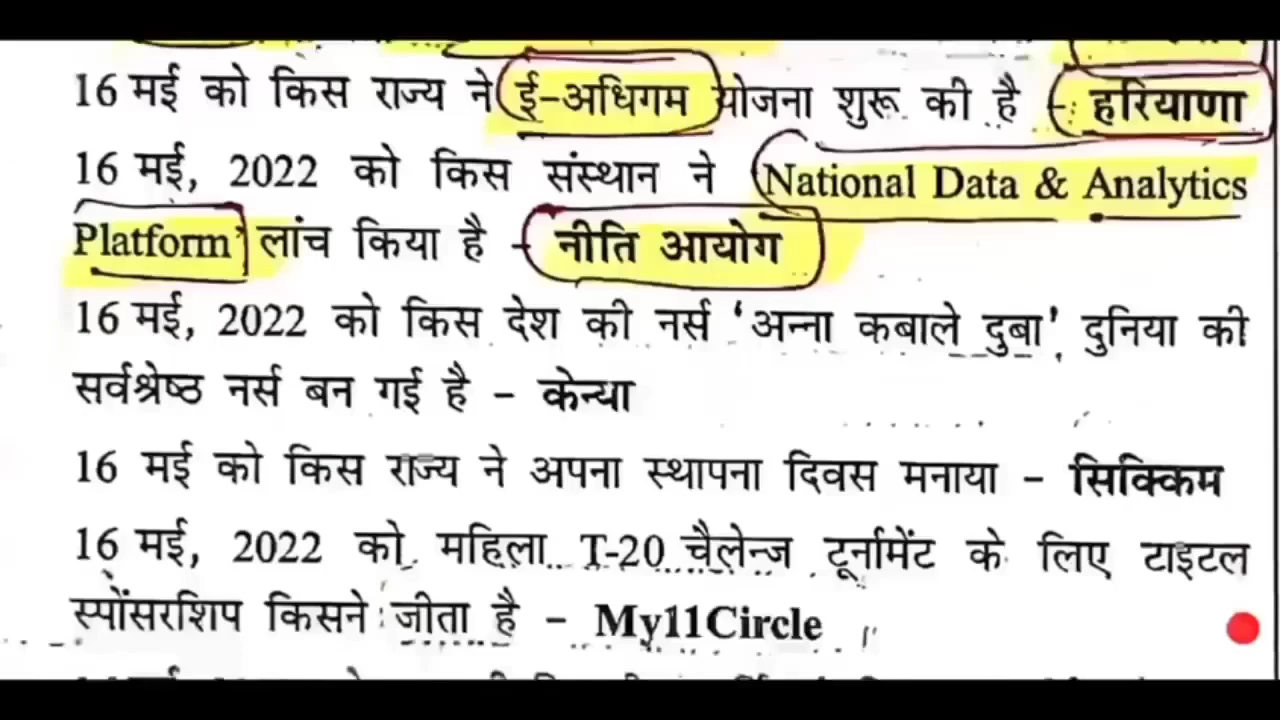 16 मई को किस राज्य ने ई-अधिगम योजना शुरू की है - हरियाणा
16 मई, 2022 को किस संस्थान ने 'National Data & Analytics
Platform' लांच किया है - नीति आयोग
16 मई, 2022 को किस देश की नर्स 'अन्ना कबाले दुबा' दुनिया की
सर्वश्रेष्ठ नर्स बन गई है - केन्या
16 मई को किस राज्य ने अपना स्थापना दिवस मनाया - सिक्किम
16 मई, 2022 को महिला T-20 चैलेन्ज टूर्नामेंट के लिए टाइटल
स्पोंसरशिप किसने जीता है - My11Circle